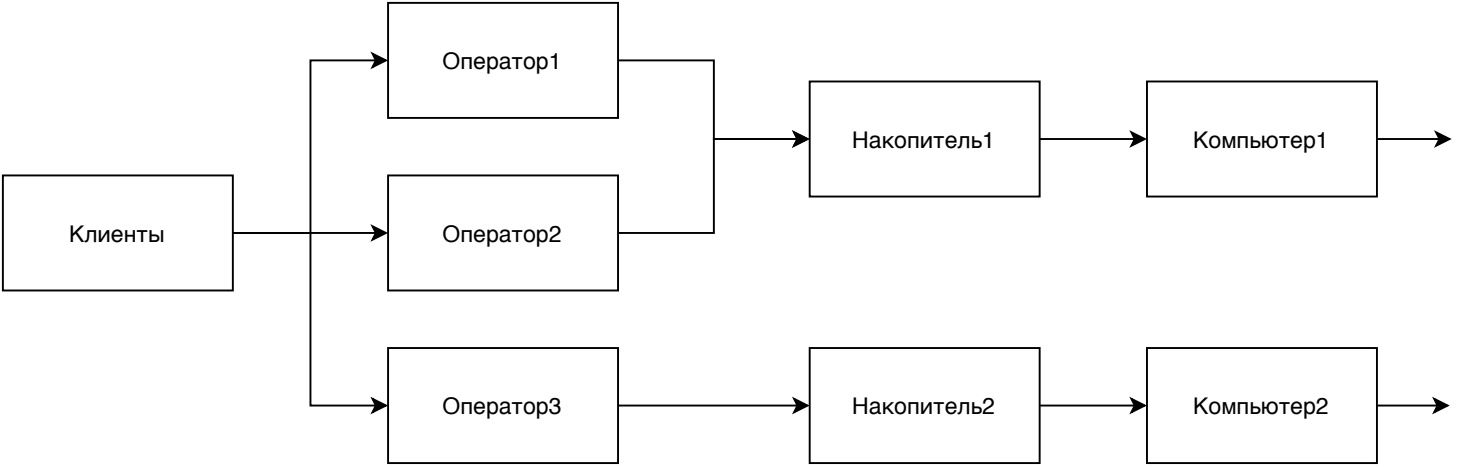 Оператор1
Накопитель1
Компьютер1
Клиенты
Оператор2
Оператор3
Накопитель2
Компьютер2